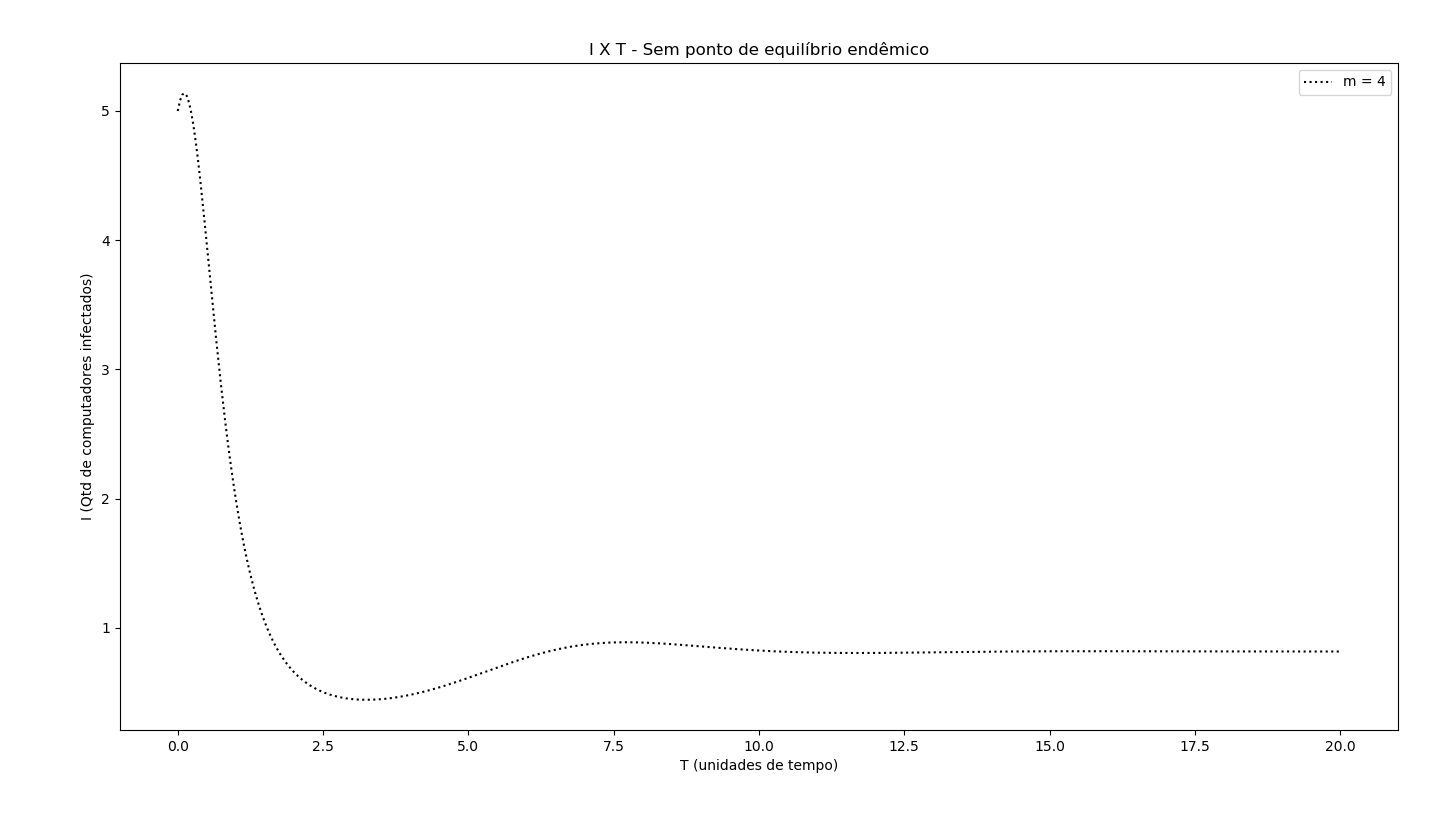 I X T - Sem ponto de equilíbrio endêmico
m = 4
I (Qtd de computadores infectados)
5
4
3
2
1
0.0 2.5 5.0 7.5 10.0 12.5 15.0 17.5 20.0
T (unidades de tempo)